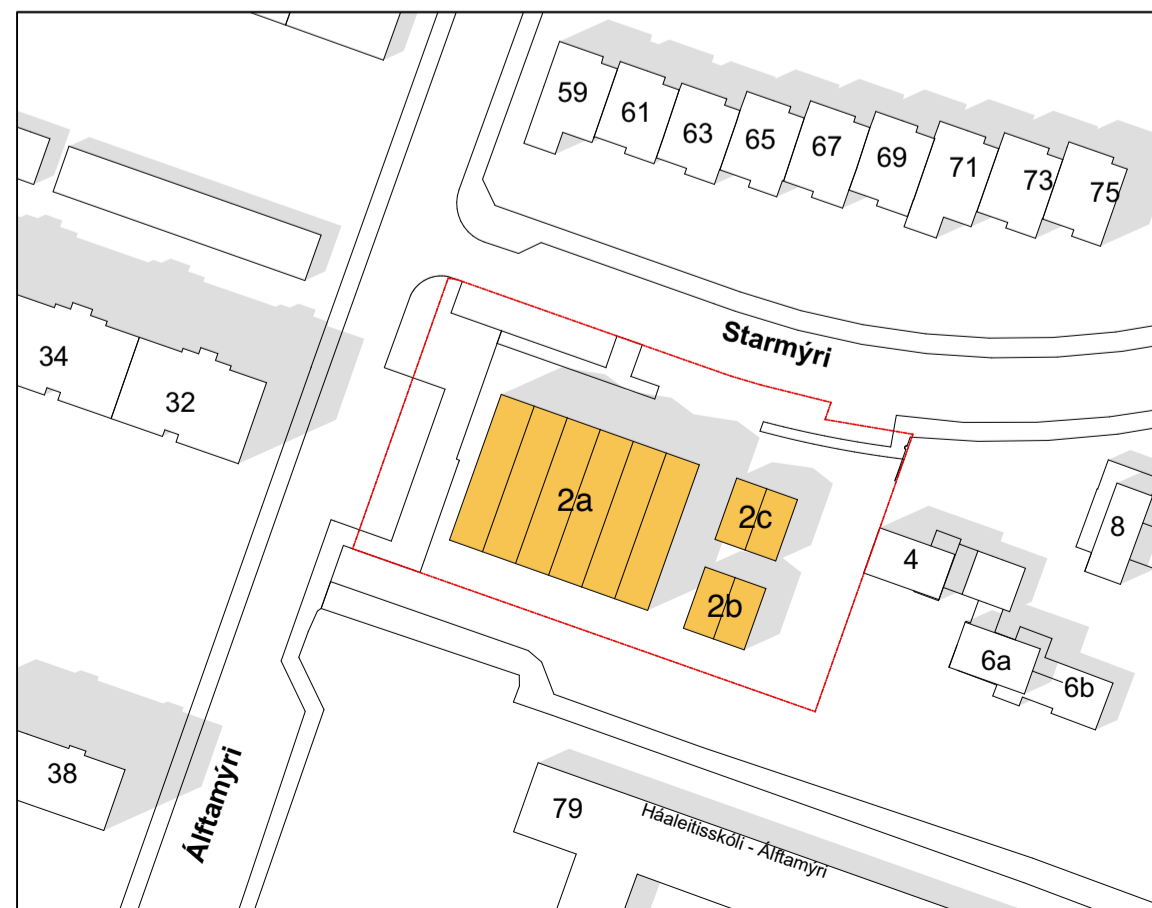 59
61
63
65
67
69
71
73
75
Starmýri
34
32
2a
2c
2b
4
8
6a
6b
38
79
Háaleitisskóli - Álftamýri
Álftamýri